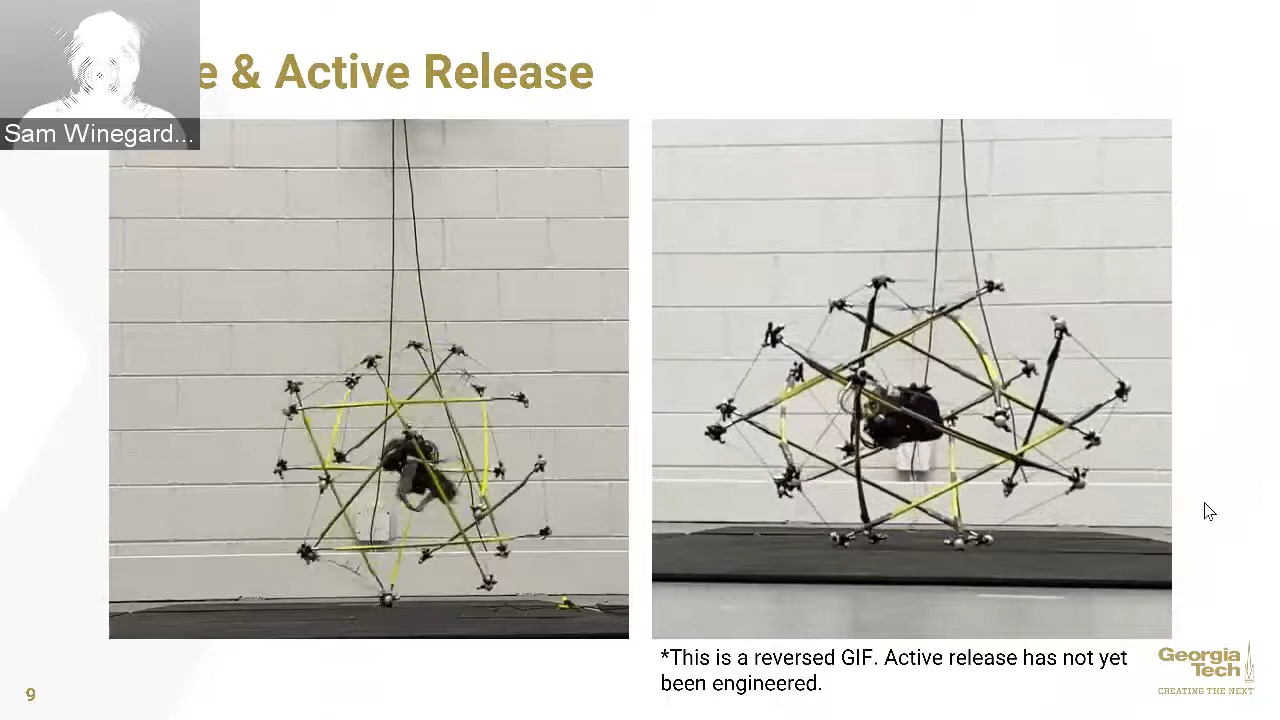 e & Active Release
Sam Winegard...
*This is a reversed GIF. Active release has not yet
been engineered.
Georgia
Tech
CREATING THE NEXT
9